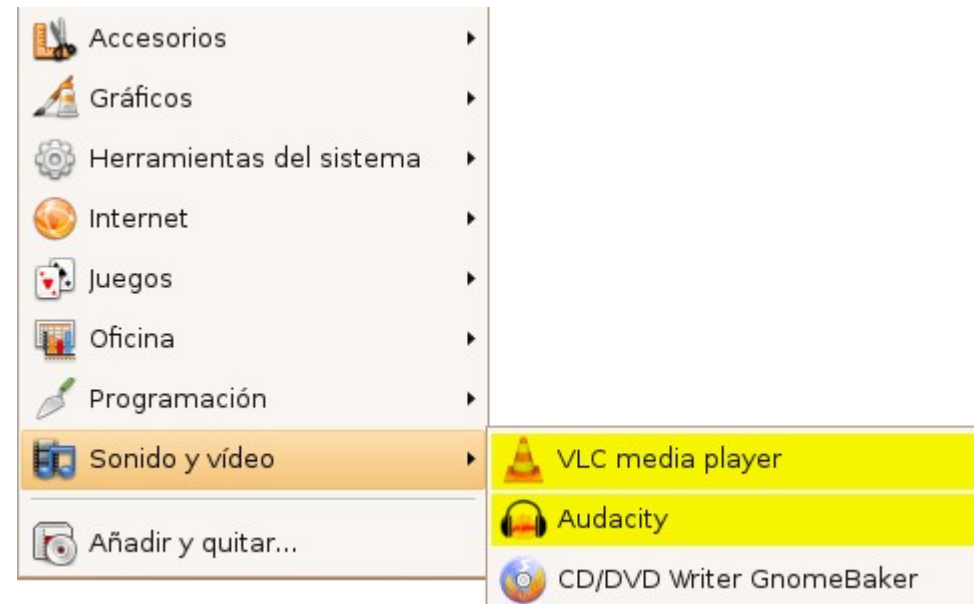 Accesorios
Gráficos
Herramientas del sistema
Internet
Juegos
Oficina
Programación
Sonido y vídeo
Añadir y quitar...
VLC media player
Audacity
CD/DVD Writer GnomeBaker